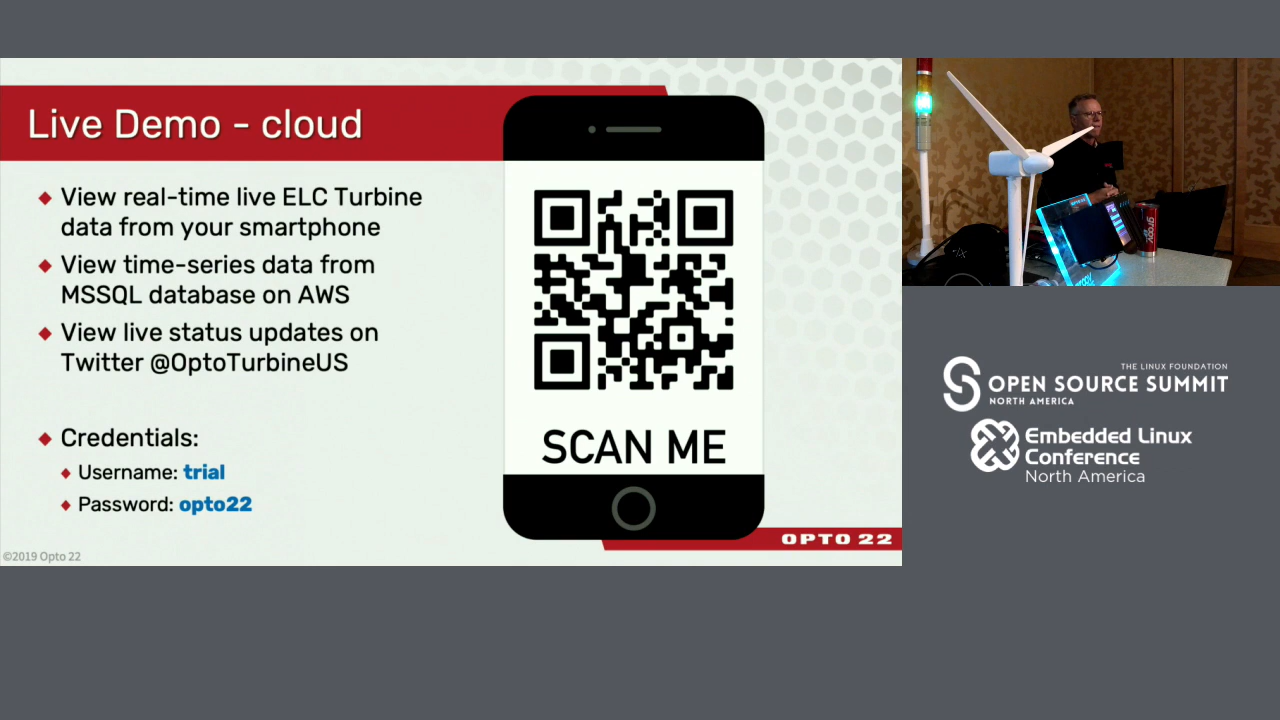 Live Demo - cloud
View real-time live ELC Turbine
data from your smartphone
View time-series data from
MSSQL database on AWS
View live status updates on
Twitter @OptoTurbineUS
Credentials:
Username: trial
Password: opto22
SCAN ME
©2019 Opto 22
OPTO 22
groov
THE LINUX FOUNDATION
OPEN SOURCE SUMMIT
NORTH AMERICA
Embedded Linux
Conference
North America